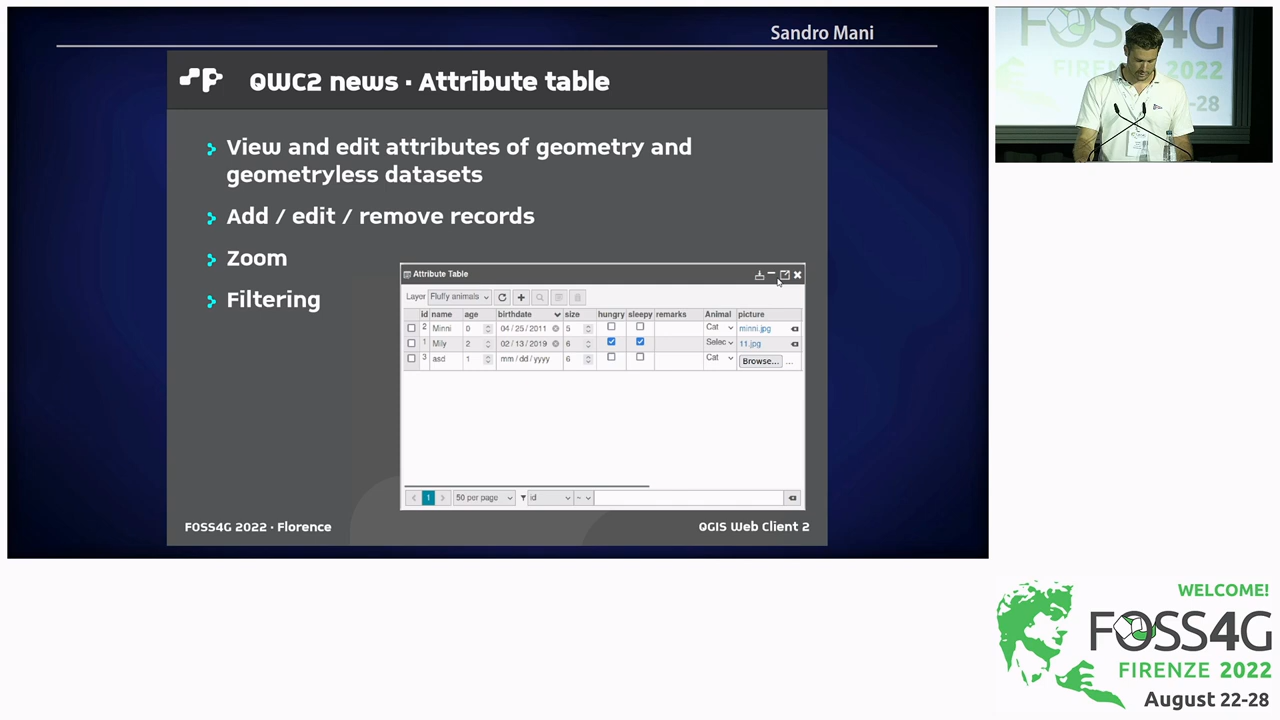 Sandro Mani
QWC2 news · Attribute table
View and edit attributes of geometry and
geometryless datasets
Add / edit / remove records
Zoom
Filtering
Attribute Table
Layer Fluffy animals
id name age birthdate size hungry sleepy remarks Animal picture
2 Minni 0 04 / 25 / 2011 5 Cat minni.jpg
1 Mily 2 02 / 13 / 2019 6 Selec 11.jpg
3 asd 1 mm / dd / yyyy 6 Cat Browse... ...
1 50 per page id ~
FOSS4G 2022 · Florence
QGIS Web Client 2
FOSS4G
FIRENZE 2022
-28
WELCOME!
FOSS4G
FIRENZE 2022
August 22-28